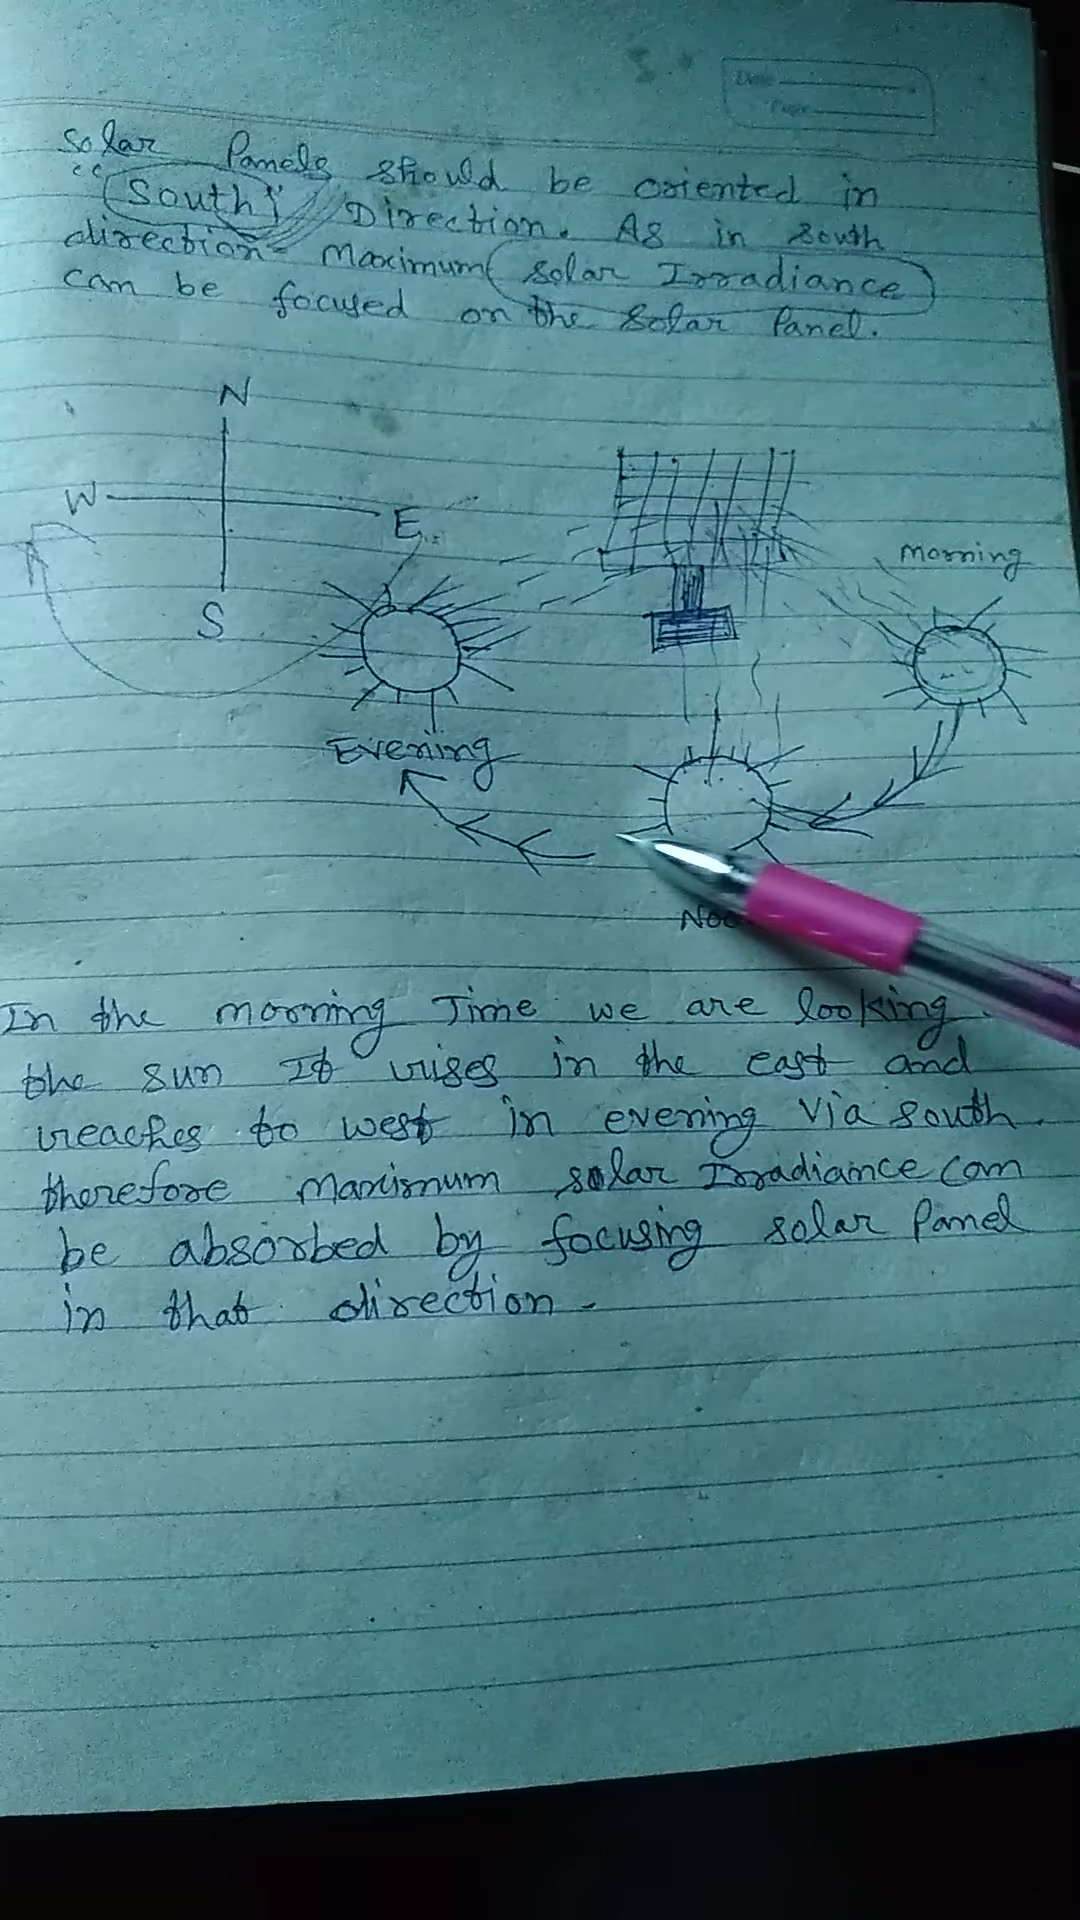 Date
Page
Solar Panels should be oriented in
"South" Direction. As in south
direction- Maximum (Solar Irradiance)
can be focused on the Solar Panel.
N
W
E
S
Morning
Evening
Noo
In the morning Time we are looking
the sun It rises in the east and
reaches to west in evening via south.
therefore Maximum solar Irradiance can
be absorbed by focusing solar Panel
in that direction-